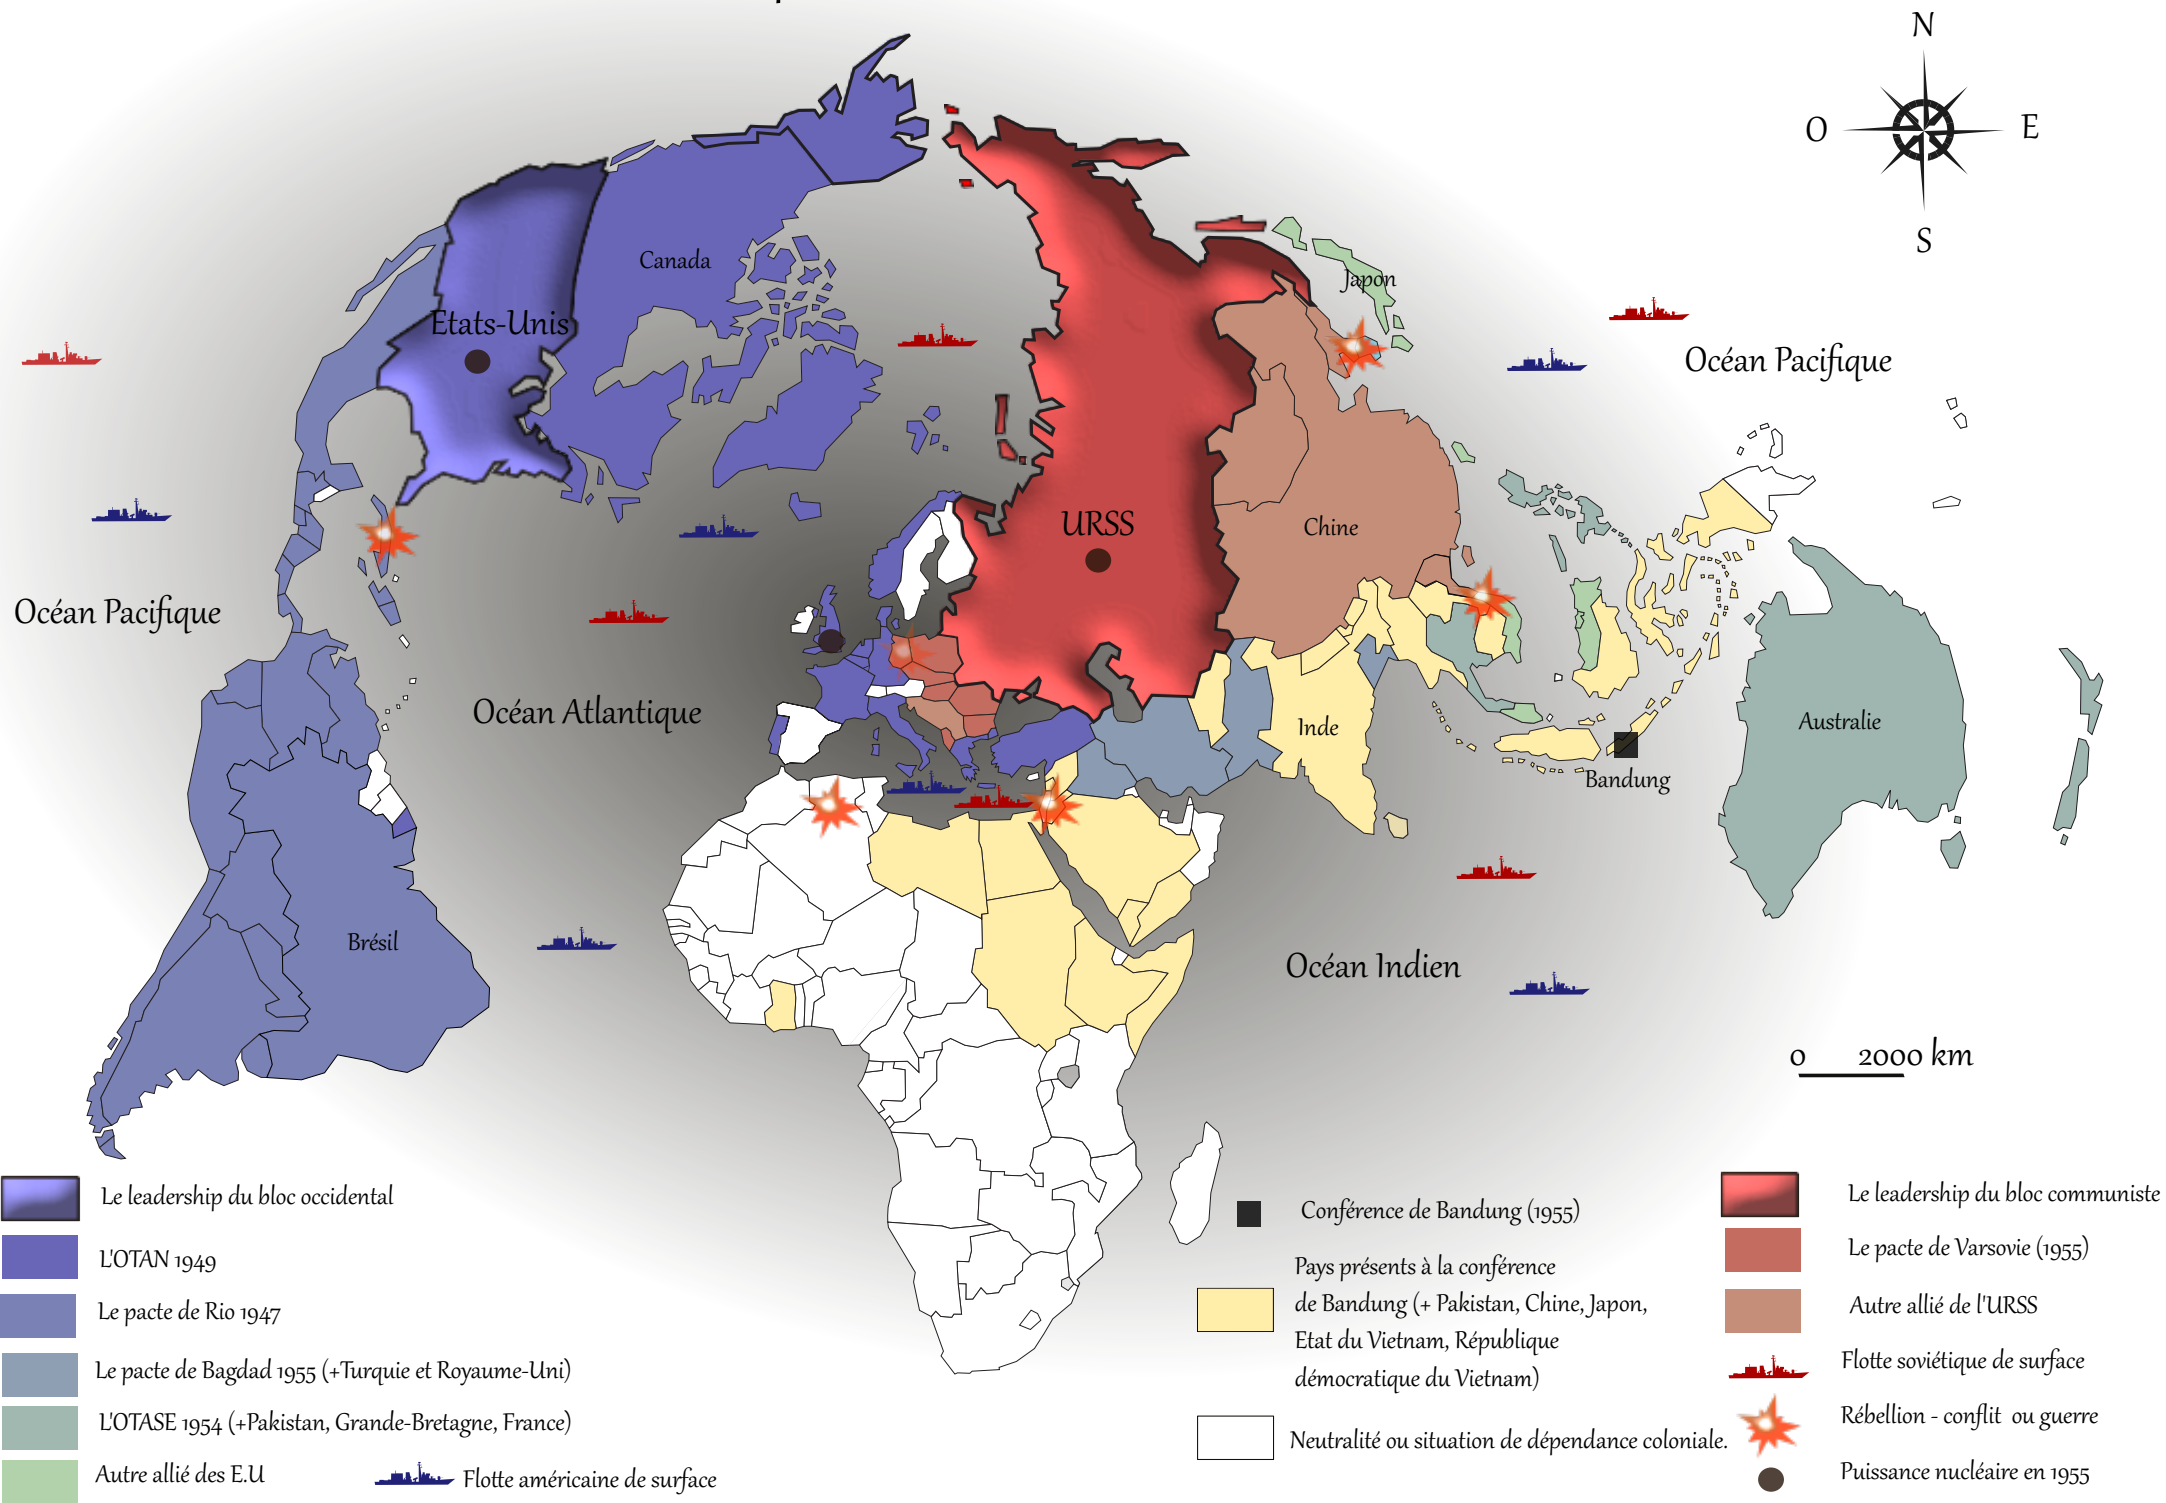 N
O
E
S
Canada
Japon
Etats-Unis
Océan Pacifique
URSS
Chine
Océan Pacifique
Océan Atlantique
Inde
Australie
Bandung
Brésil
Océan Indien
0 2000 km
Le leadership du bloc occidental
L'OTAN 1949
Le pacte de Rio 1947
Le pacte de Bagdad 1955 (+Turquie et Royaume-Uni)
L'OTASE 1954 (+Pakistan, Grande-Bretagne, France)
Autre allié des E.U
Flotte américaine de surface
Conférence de Bandung (1955)
Pays présents à la conférence
de Bandung (+ Pakistan, Chine, Japon,
Etat du Vietnam, République
démocratique du Vietnam)
Neutralité ou situation de dépendance coloniale.
Le leadership du bloc communiste
Le pacte de Varsovie (1955)
Autre allié de l'URSS
Flotte soviétique de surface
Rébellion - conflit ou guerre
Puissance nucléaire en 1955